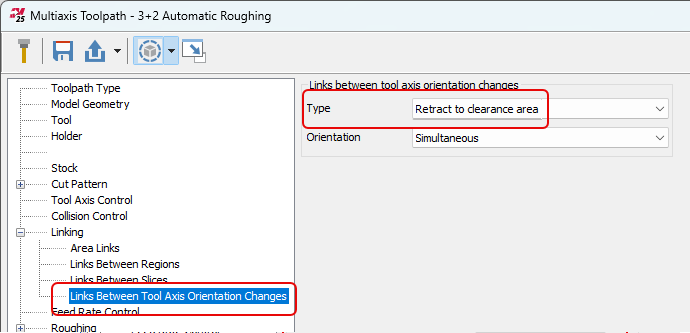 25
Multiaxis Toolpath - 3+2 Automatic Roughing
Toolpath Type
Model Geometry
Tool
Holder
Stock
Cut Pattern
Tool Axis Control
Collision Control
Linking
Area Links
Links Between Regions
Links Between Slices
Links Between Tool Axis Orientation Changes
Feed Rate Control
Roughing
Links between tool axis orientation changes
Type
Retract to clearance area
Orientation
Simultaneous